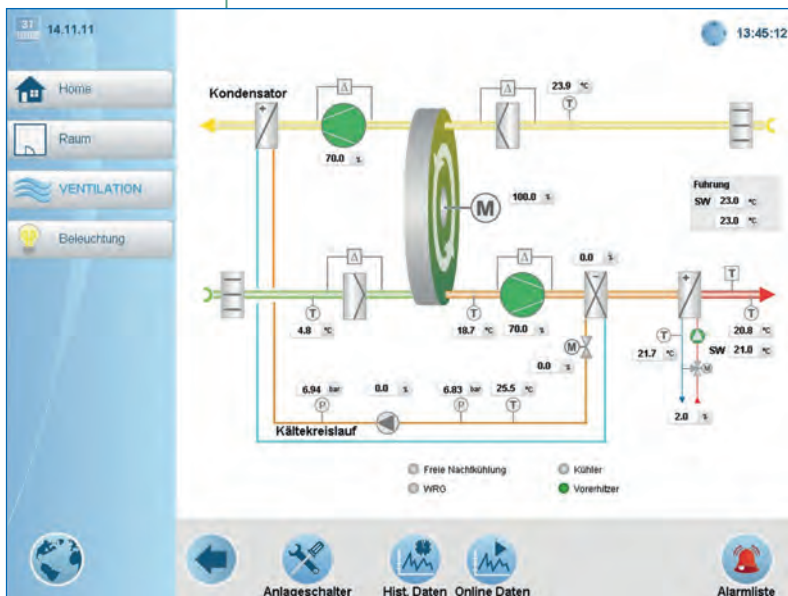 31
14.11.11
13:45:12
Home
Raum
VENTILATION
Beleuchtung
Kondensator
Δ
Δ
23.9 °C
T
70.0 %
M
100.0 %
Führung
SW 23.0 °C
23.0 °C
Δ
Δ
0.0 %
+
-
+
T
T
T
T
4.8 °C
18.7 °C
70.0 %
M
T
20.8 °C
21.7 °C
SW 21.0 °C
0.0 %
M
6.94 bar
0.0 %
6.83 bar
25.5 °C
2.0 %
P
P
T
Kältekreislauf
Freie Nachtkühlung
Kühler
WRG
Vorerhitzer
Anlageschalter
Hist. Daten
Online Daten
Alarmliste